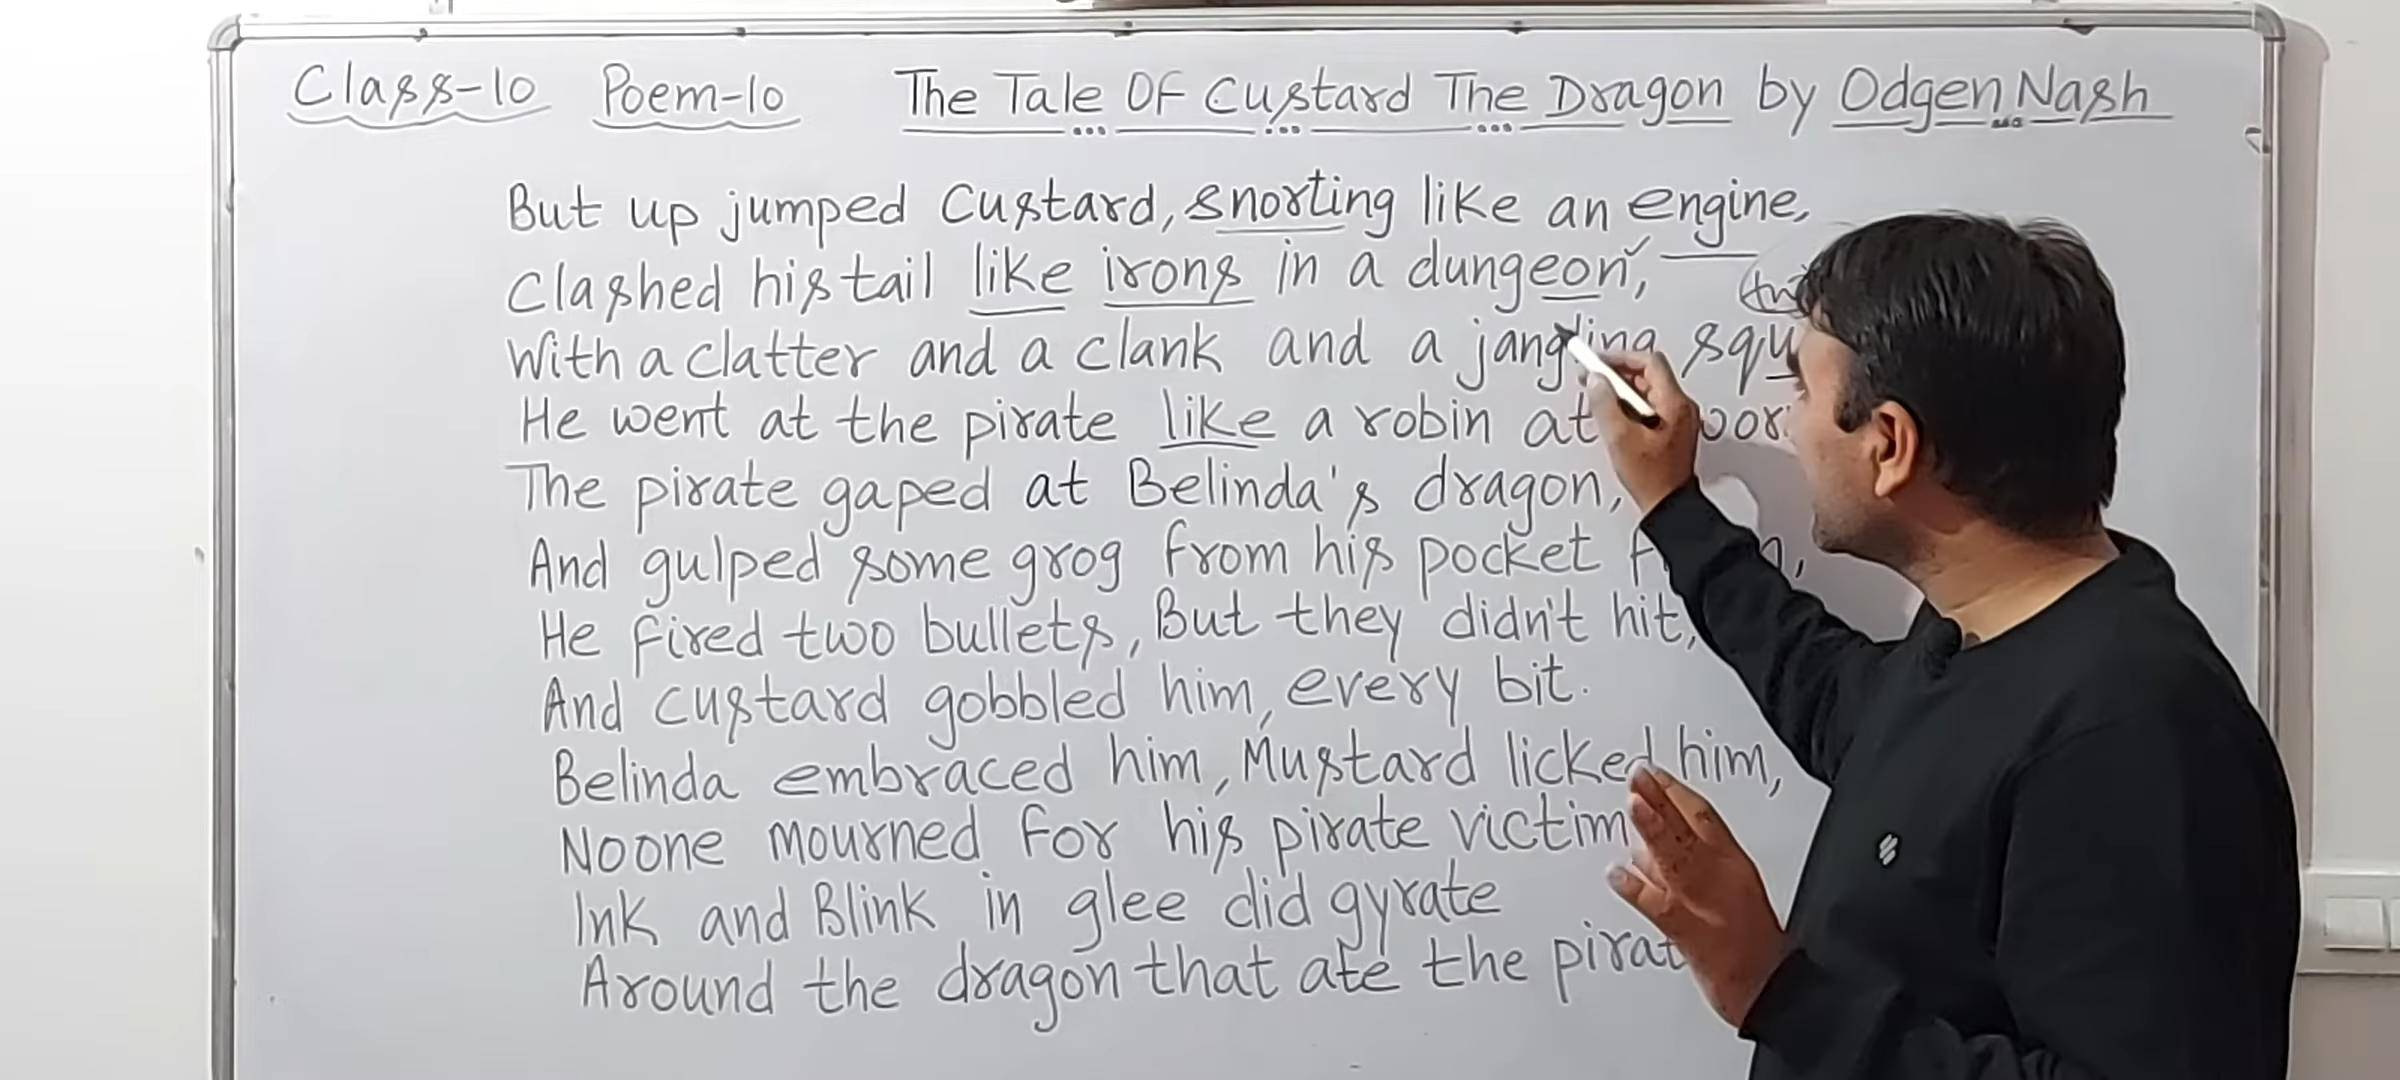 Class-10 Poem-10 The Tale Of Custard The Dragon by Odgen Nash
But up jumped Custard, snorting like an engine,
Clashed his tail like irons in a dungeon,
With a clatter and a clank and a jangling
He went at the pirate like a robin at
The pirate gaped at Belinda's dragon,
And gulped some grog from his pocket
He fired two bullets, But they didn't hit,
And custard gobbled him, every bit.
Belinda embraced him, Mustard licked him,
Noone mourned for his pirate victim
Ink and Blink in glee did gyrate
Around the dragon that ate the